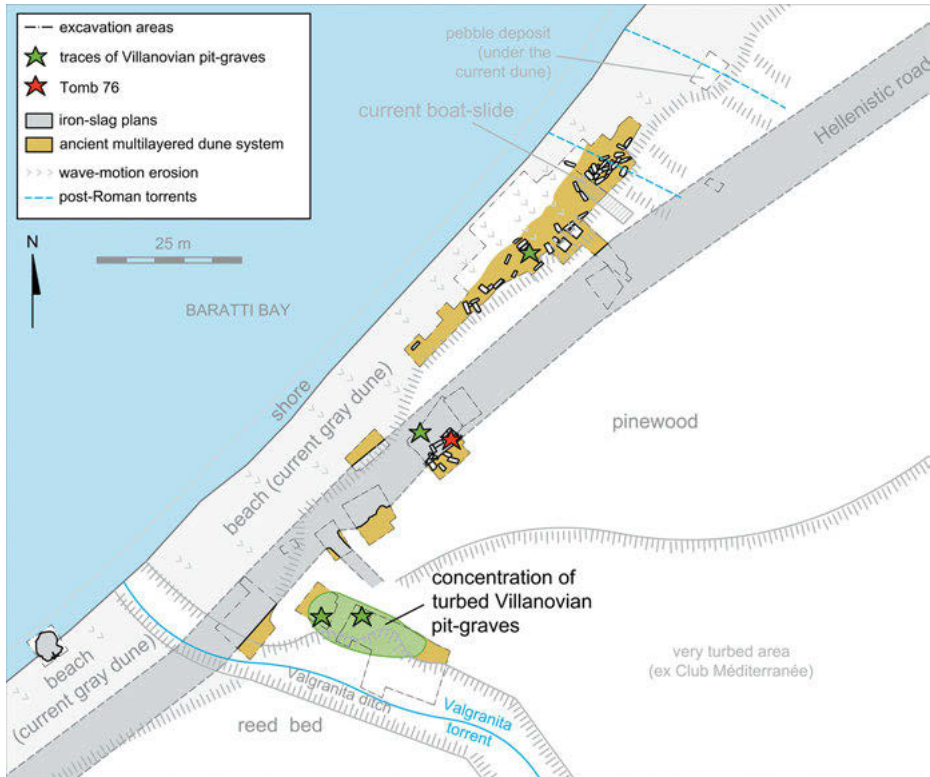 excavation areas
traces of Villanovian pit-graves
Tomb 76
iron-slag plans
ancient multilayered dune system
wave-motion erosion
post-Roman torrents
pebble deposit
(under the
current dune)
current boat-slide
Hellenistic road
N
25 m
BARATTI BAY
shore
beach (current gray dune)
pinewood
concentration of
turbed Villanovian
pit-graves
very turbed area
(ex Club Méditerranée)
beach
(current gray dune)
Valgranita ditch
Valgranita
torrent
reed bed